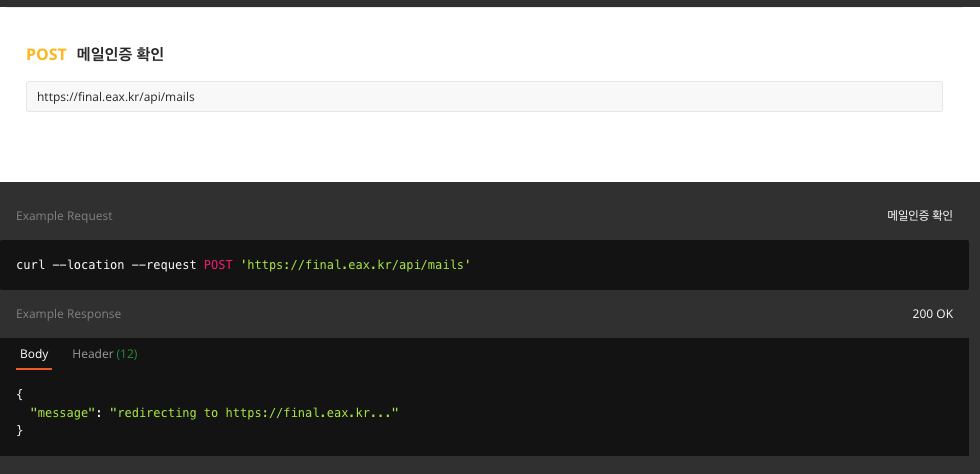 POST 메일인증 확인
https://final.eax.kr/api/mails
Example Request 메일인증 확인
curl --location --request POST 'https://final.eax.kr/api/mails'
Example Response 200 OK
Body Header (12)
{
"message": "redirecting to https://final.eax.kr..."
}